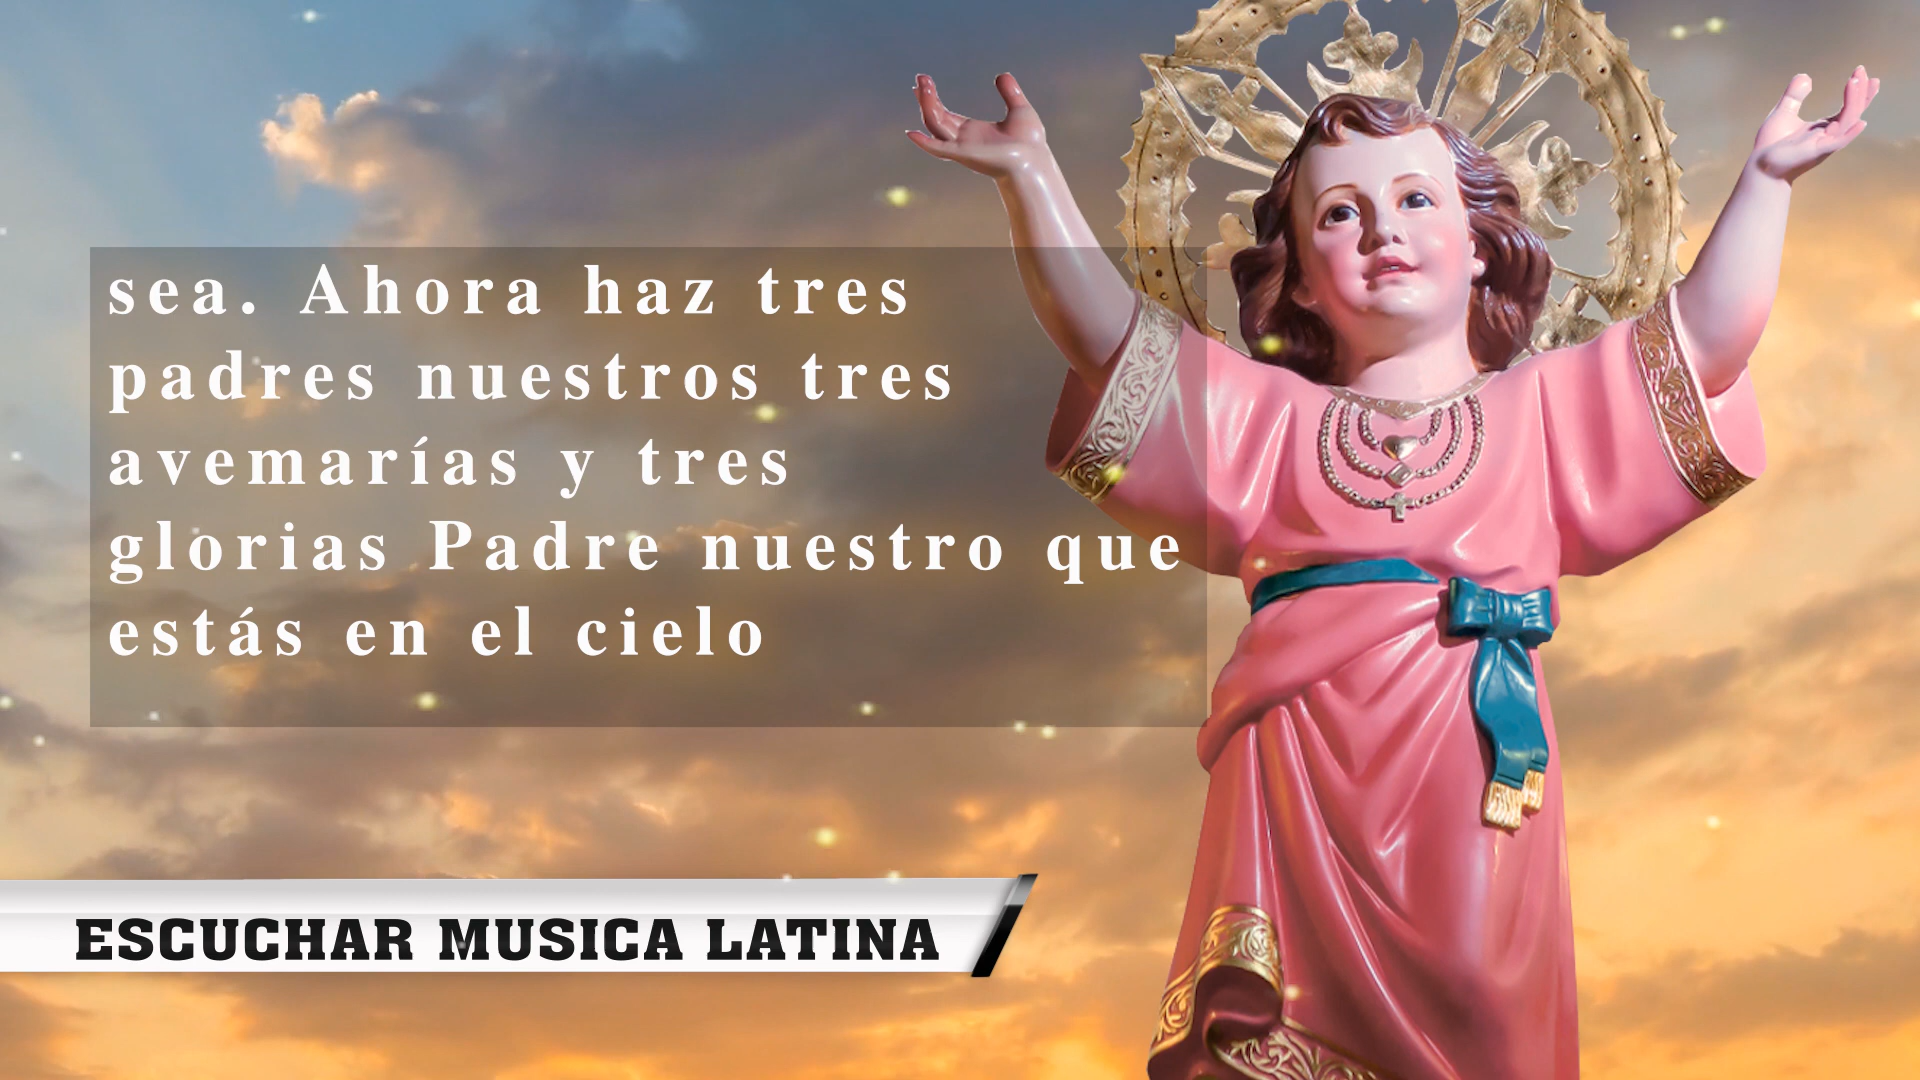 sea. Ahora haz tres
padres nuestros tres
avemarías y tres
glorias Padre nuestro que
estás en el cielo
ESCUCHAR MUSICA LATINA